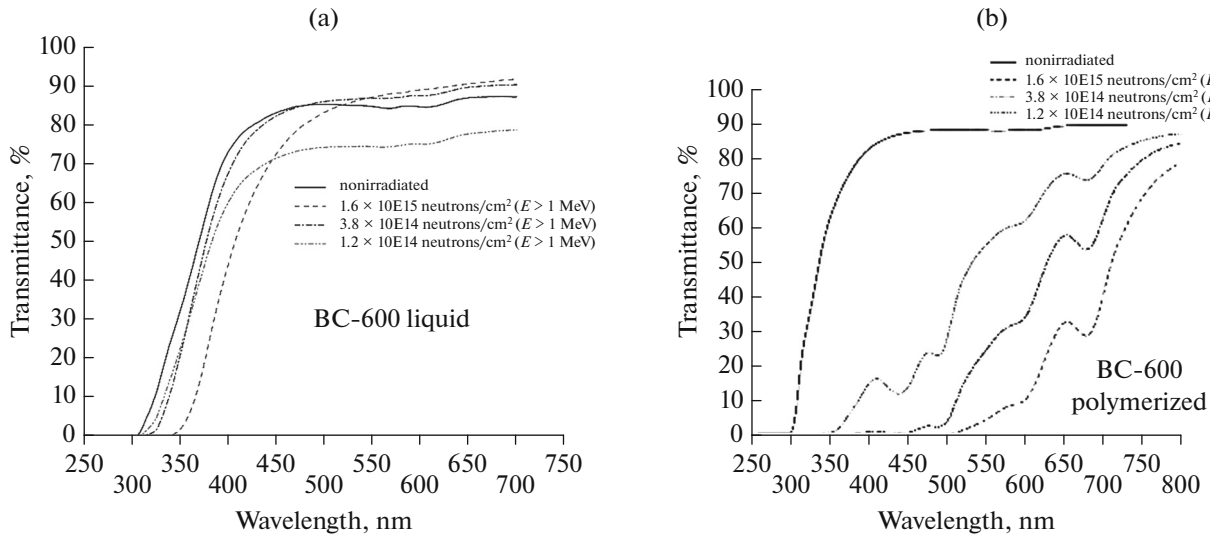 (a)
100
90
80
70
60
50
40
30
20
10
0
Transmittance, %
nonirradiated
1.6 × 10E15 neutrons/cm² (E > 1 MeV)
3.8 × 10E14 neutrons/cm² (E > 1 MeV)
1.2 × 10E14 neutrons/cm² (E > 1 MeV)
BC-600 liquid
250 350 450 550 650 750
300 400 500 600 700
Wavelength, nm
(b)
nonirradiated
1.6 × 10E15 neutrons/cm² (
3.8 × 10E14 neutrons/cm² (
1.2 × 10E14 neutrons/cm² (
100
90
80
70
60
50
40
30
20
10
0
Transmittance, %
BC-600
polymerized
250 350 450 550 650 750
300 400 500 600 700 800
Wavelength, nm